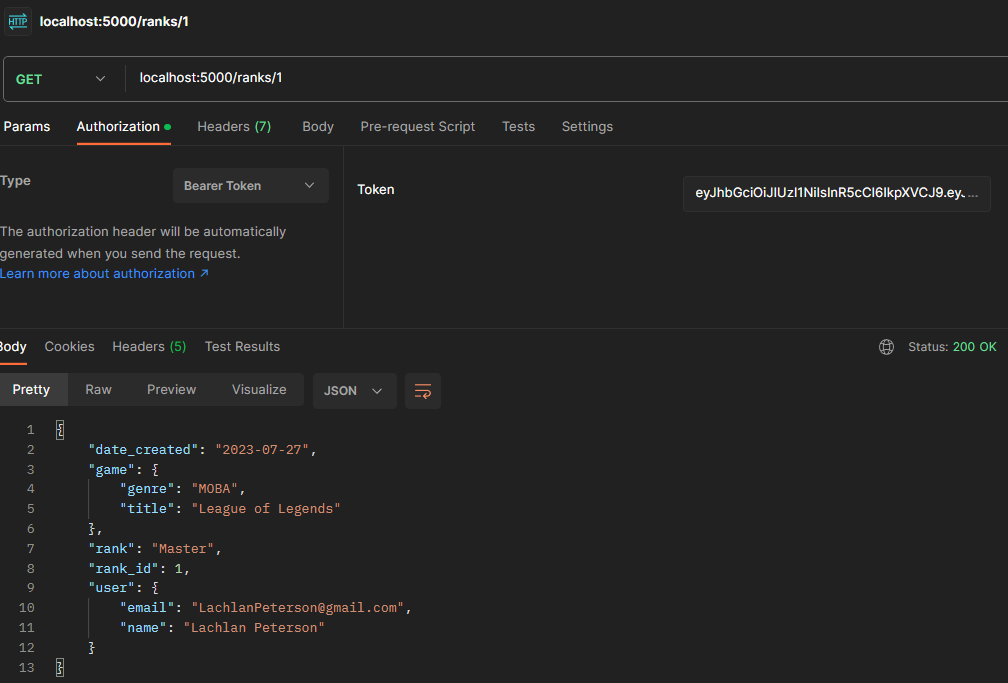 HTTP localhost:5000/ranks/1
GET localhost:5000/ranks/1
Params Authorization Headers (7) Body Pre-request Script Tests Settings
Type Bearer Token Token eyJhbGciOiJIUzI1NiIsInR5cCI6IkpXVCJ9.eyJ...
The authorization header will be automatically
generated when you send the request.
Learn more about authorization ↗
Body Cookies Headers (5) Test Results Status: 200 OK
Pretty Raw Preview Visualize JSON
1 {
2 "date_created": "2023-07-27",
3 "game": {
4 "genre": "MOBA",
5 "title": "League of Legends"
6 },
7 "rank": "Master",
8 "rank_id": 1,
9 "user": {
10 "email": "LachlanPeterson@gmail.com",
11 "name": "Lachlan Peterson"
12 }
13 }